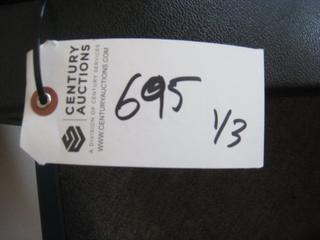 CENTURY
AUCTIONS
A DIVISION OF CENTURY SERVICES
WWW.CENTURYAUCTIONS.COM
695
1/3